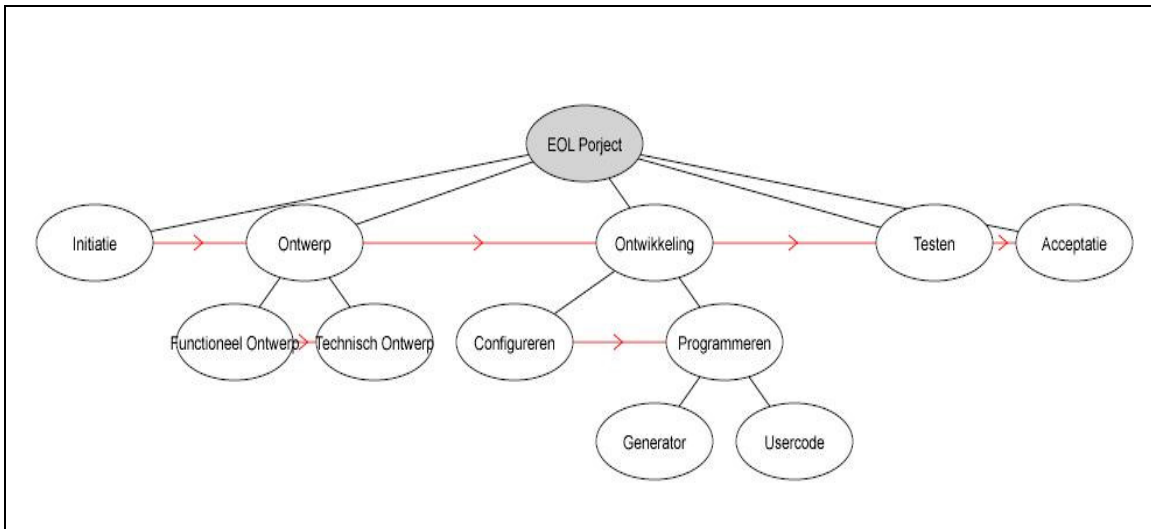 EOL Porject
Initiatie
Ontwerp
Ontwikkeling
Testen
Acceptatie
Functioneel Ontwerp
Technisch Ontwerp
Configureren
Programmeren
Generator
Usercode